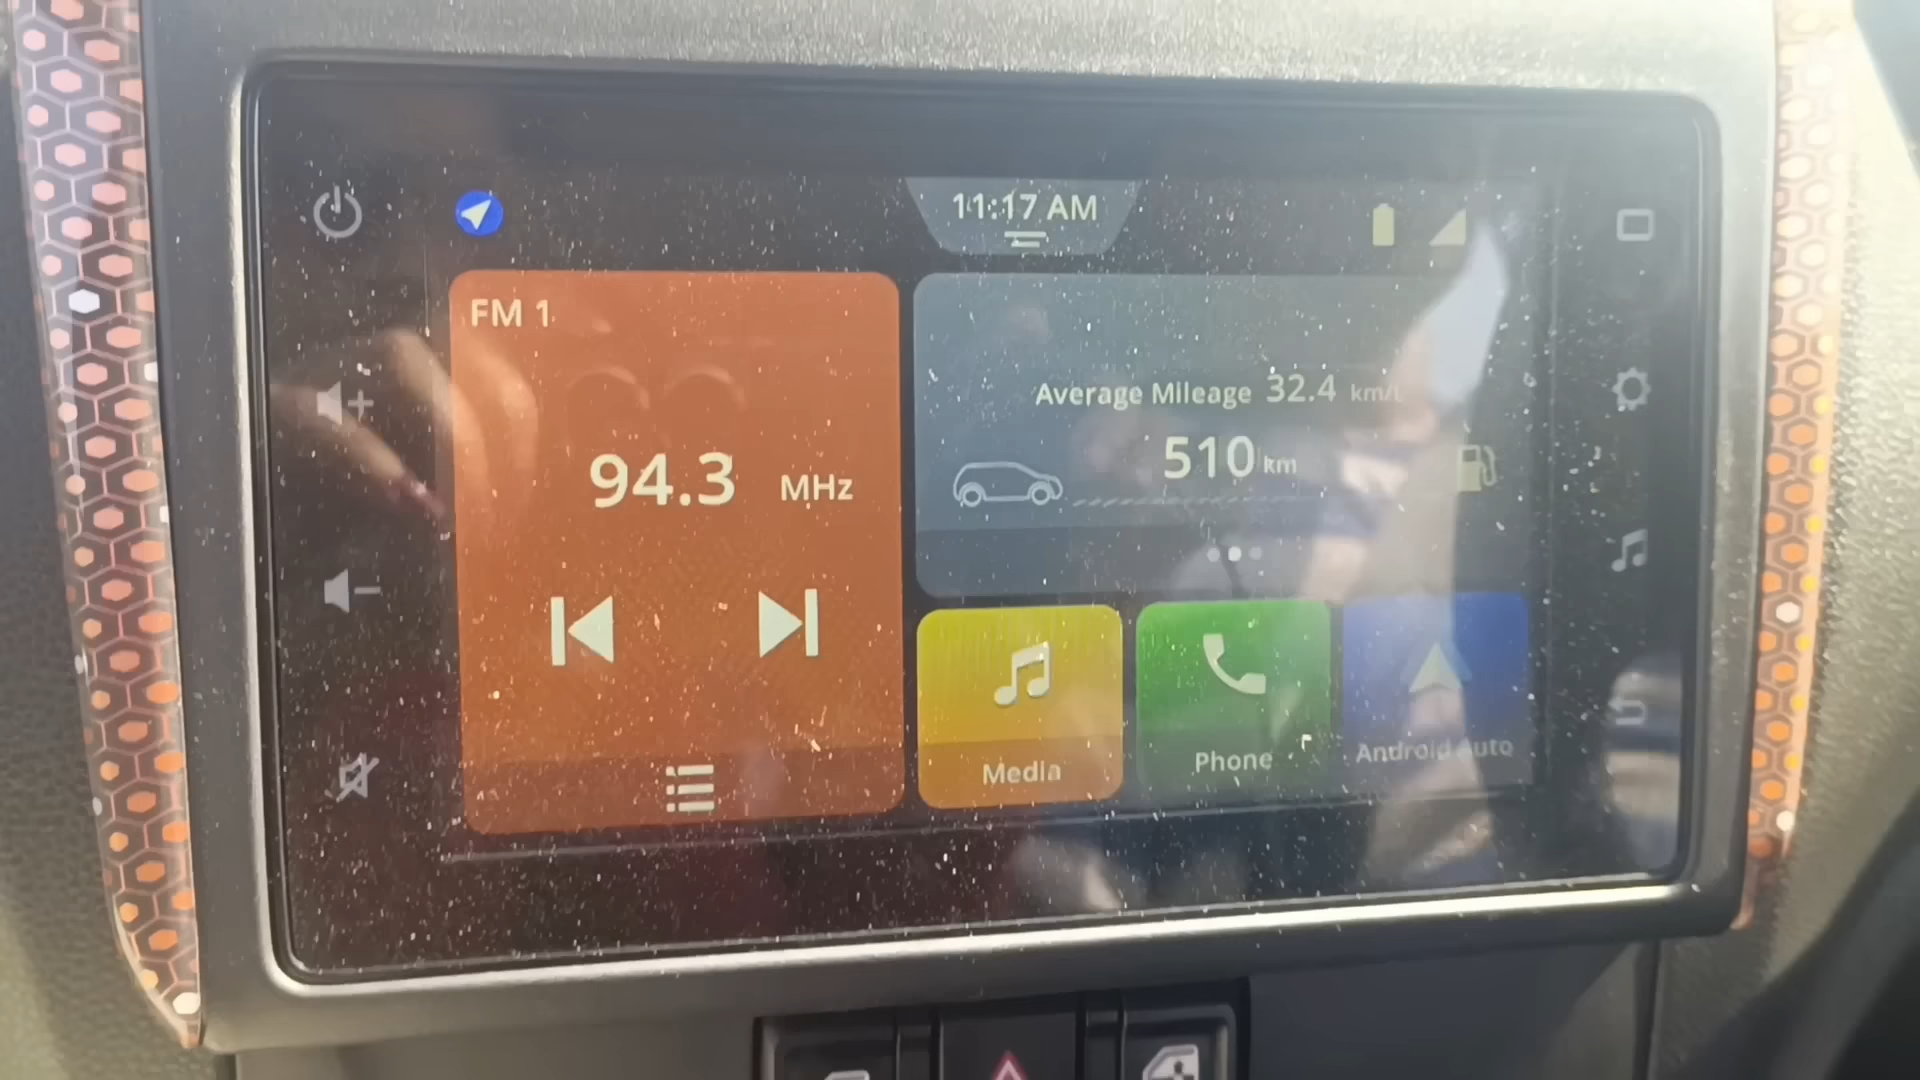 11:17 AM
FM 1
94.3 MHz
Average Mileage 32.4 km/L
510 km
Media
Phone
Android Auto